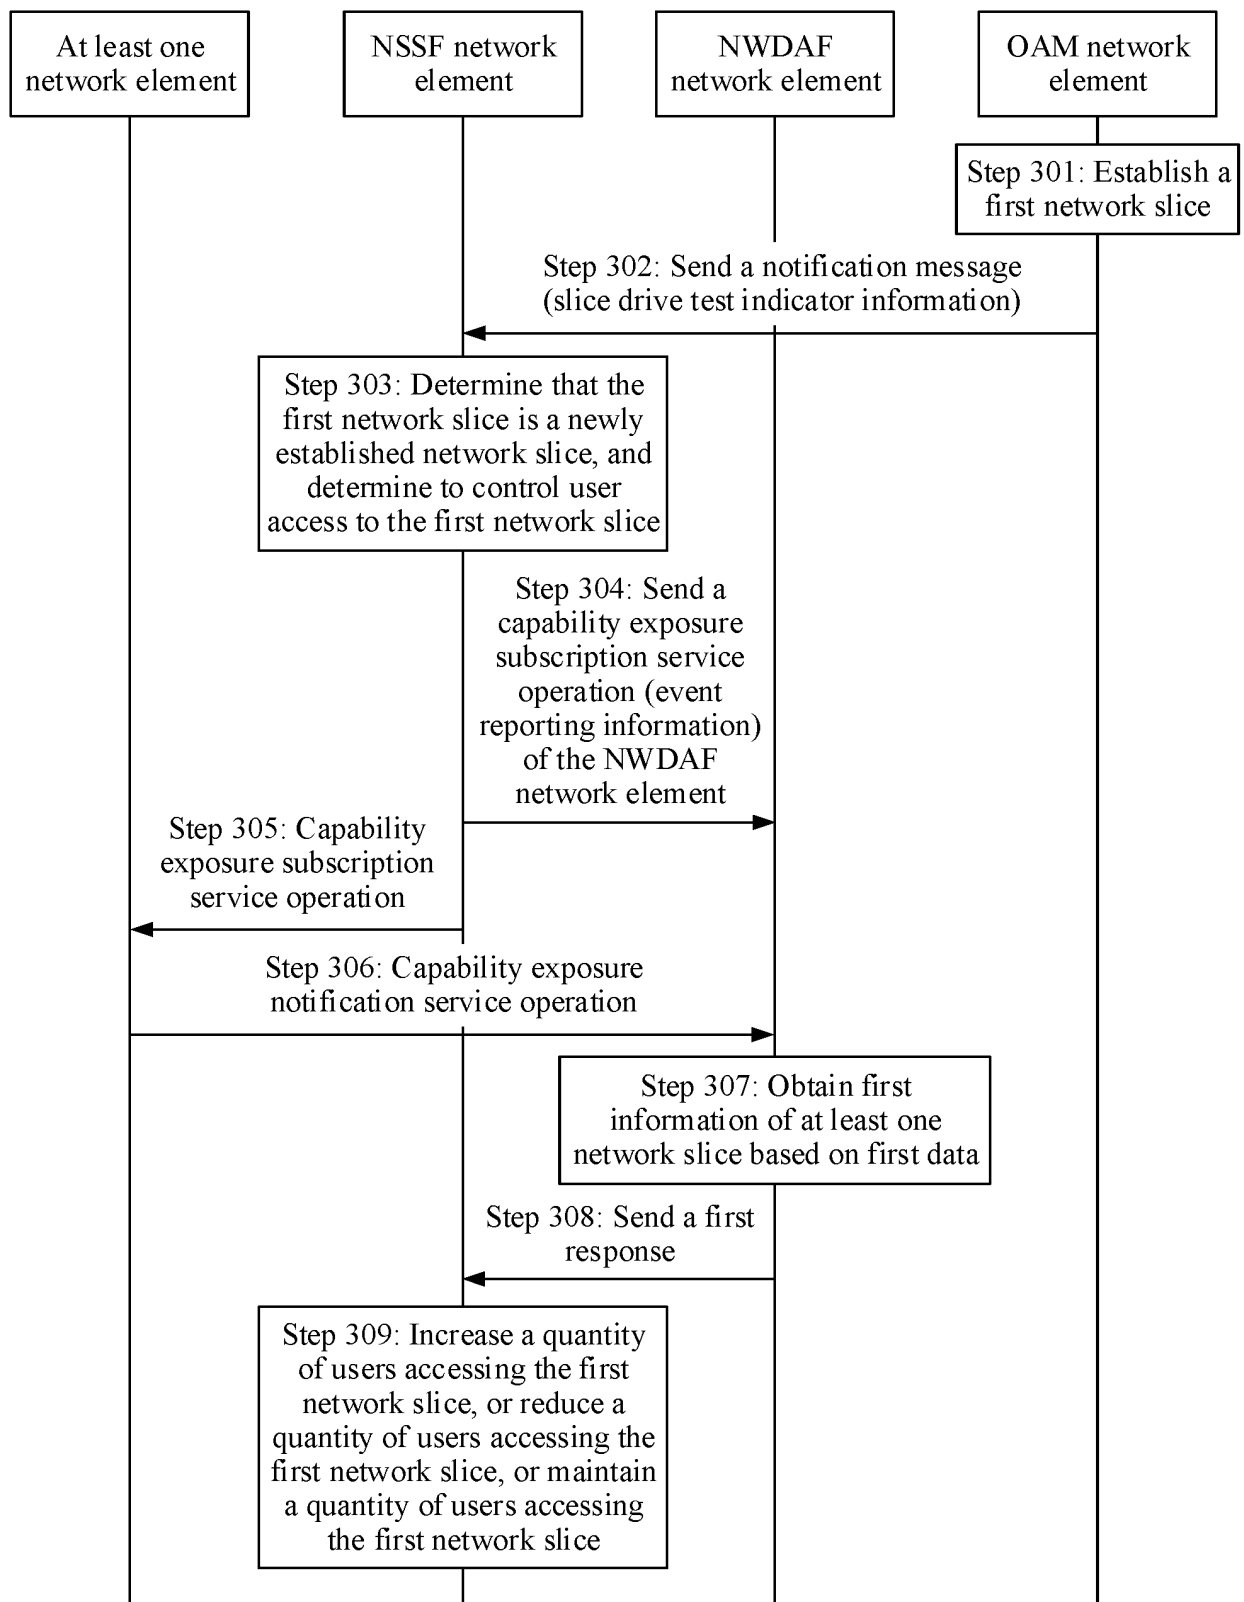 At least one
network element
NSSF network
element
NWDAF
network element
OAM network
element
Step 301: Establish a
first network slice
Step 302: Send a notification message
(slice drive test indicator information)
Step 303: Determine that the
first network slice is a newly
established network slice, and
determine to control user
access to the first network slice
Step 304: Send a
capability exposure
subscription service
operation (event
reporting information)
of the NWDAF
network element
Step 305: Capability
exposure subscription
service operation
Step 306: Capability exposure
notification service operation
Step 307: Obtain first
information of at least one
network slice based on first data
Step 308: Send a first
response
Step 309: Increase a quantity
of users accessing the first
network slice, or reduce a
quantity of users accessing the
first network slice, or maintain
a quantity of users accessing
the first network slice